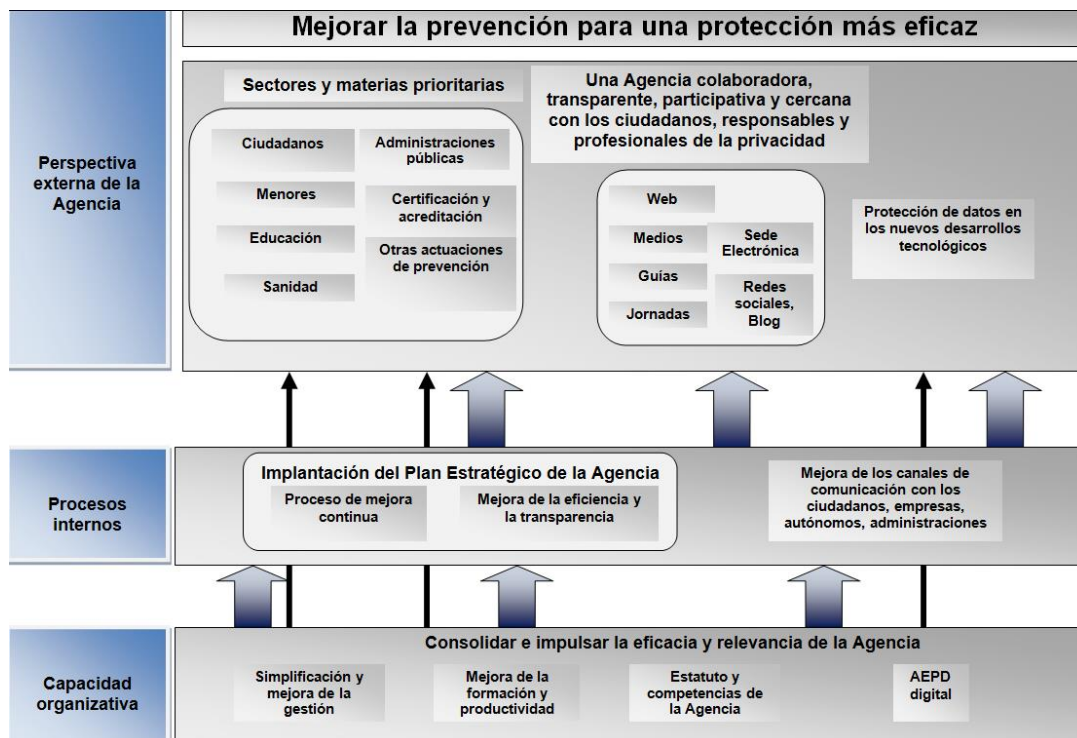 Mejorar la prevención para una protección más eficaz
Perspectiva
externa de la
Agencia
Sectores y materias prioritarias
Ciudadanos
Menores
Educación
Sanidad
Administraciones
públicas
Certificación y
acreditación
Otras actuaciones
de prevención
Una Agencia colaboradora,
transparente, participativa y cercana
con los ciudadanos, responsables y
profesionales de la privacidad
Web
Medios
Guías
Jornadas
Sede
Electrónica
Redes
sociales,
Blog
Protección de datos en
los nuevos desarrollos
tecnológicos
Procesos
internos
Implantación del Plan Estratégico de la Agencia
Proceso de mejora
continua
Mejora de la eficiencia y
la transparencia
Mejora de los canales de
comunicación con los
ciudadanos, empresas,
autónomos, administraciones
Capacidad
organizativa
Consolidar e impulsar la eficacia y relevancia de la Agencia
Simplificación y
mejora de la
gestión
Mejora de la
formación y
productividad
Estatuto y
competencias de
la Agencia
AEPD
digital